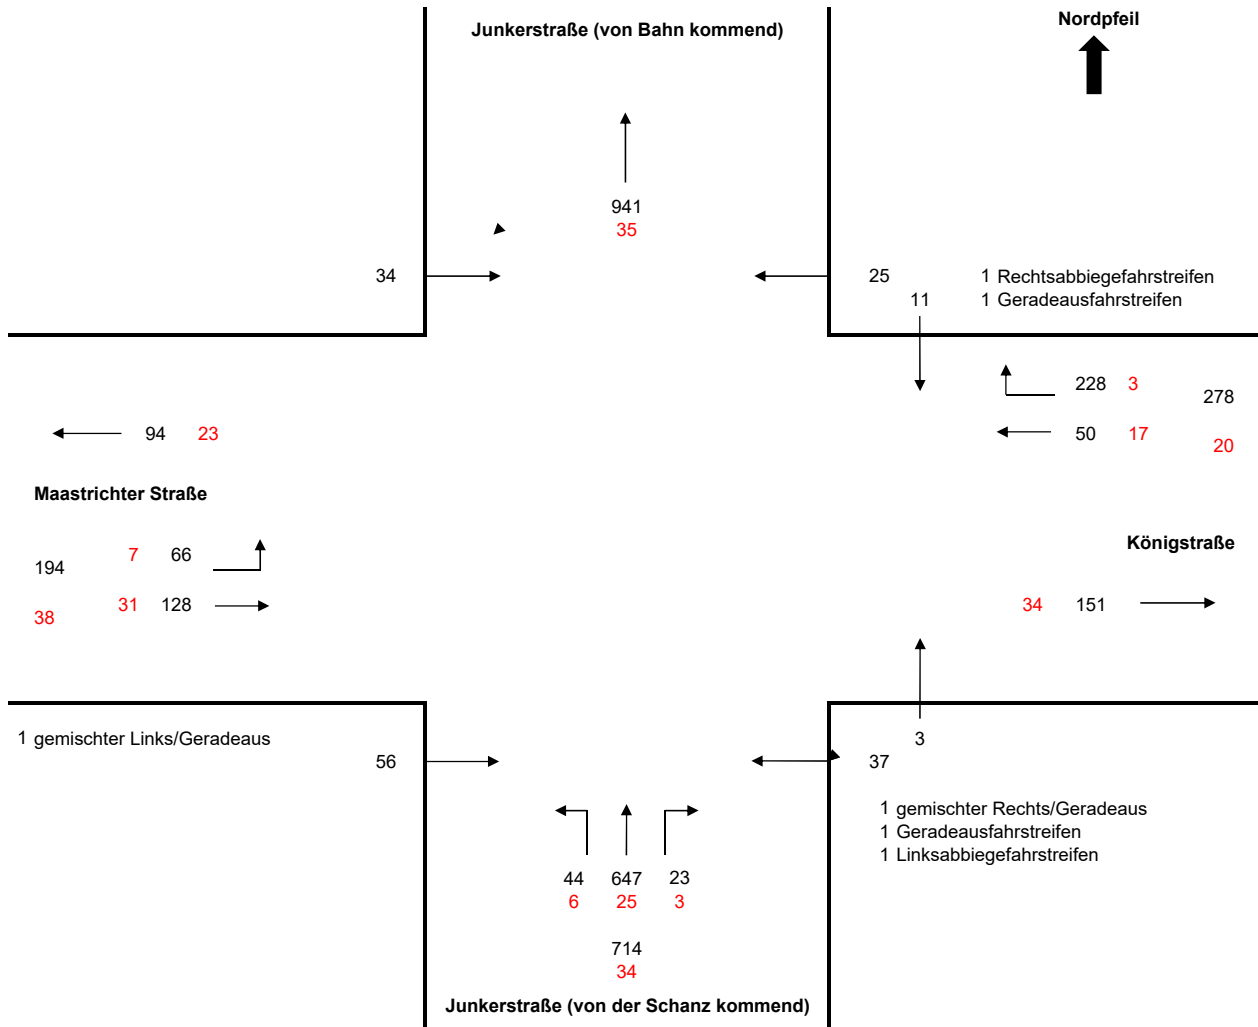 Junkerstraße (von Bahn kommend)
Nordpfeil
941
35
34
25
1 Rechtsabbiegefahrstreifen
11
1 Geradeausfahrstreifen
228 3
278
94 23
50 17
20
Maastrichter Straße
7 66
194
Königstraße
31 128
38
34 151
1 gemischter Links/Geradeaus
3
56
37
1 gemischter Rechts/Geradeaus
1 Geradeausfahrstreifen
1 Linksabbiegefahrstreifen
44 647 23
6 25 3
714
34
Junkerstraße (von der Schanz kommend)